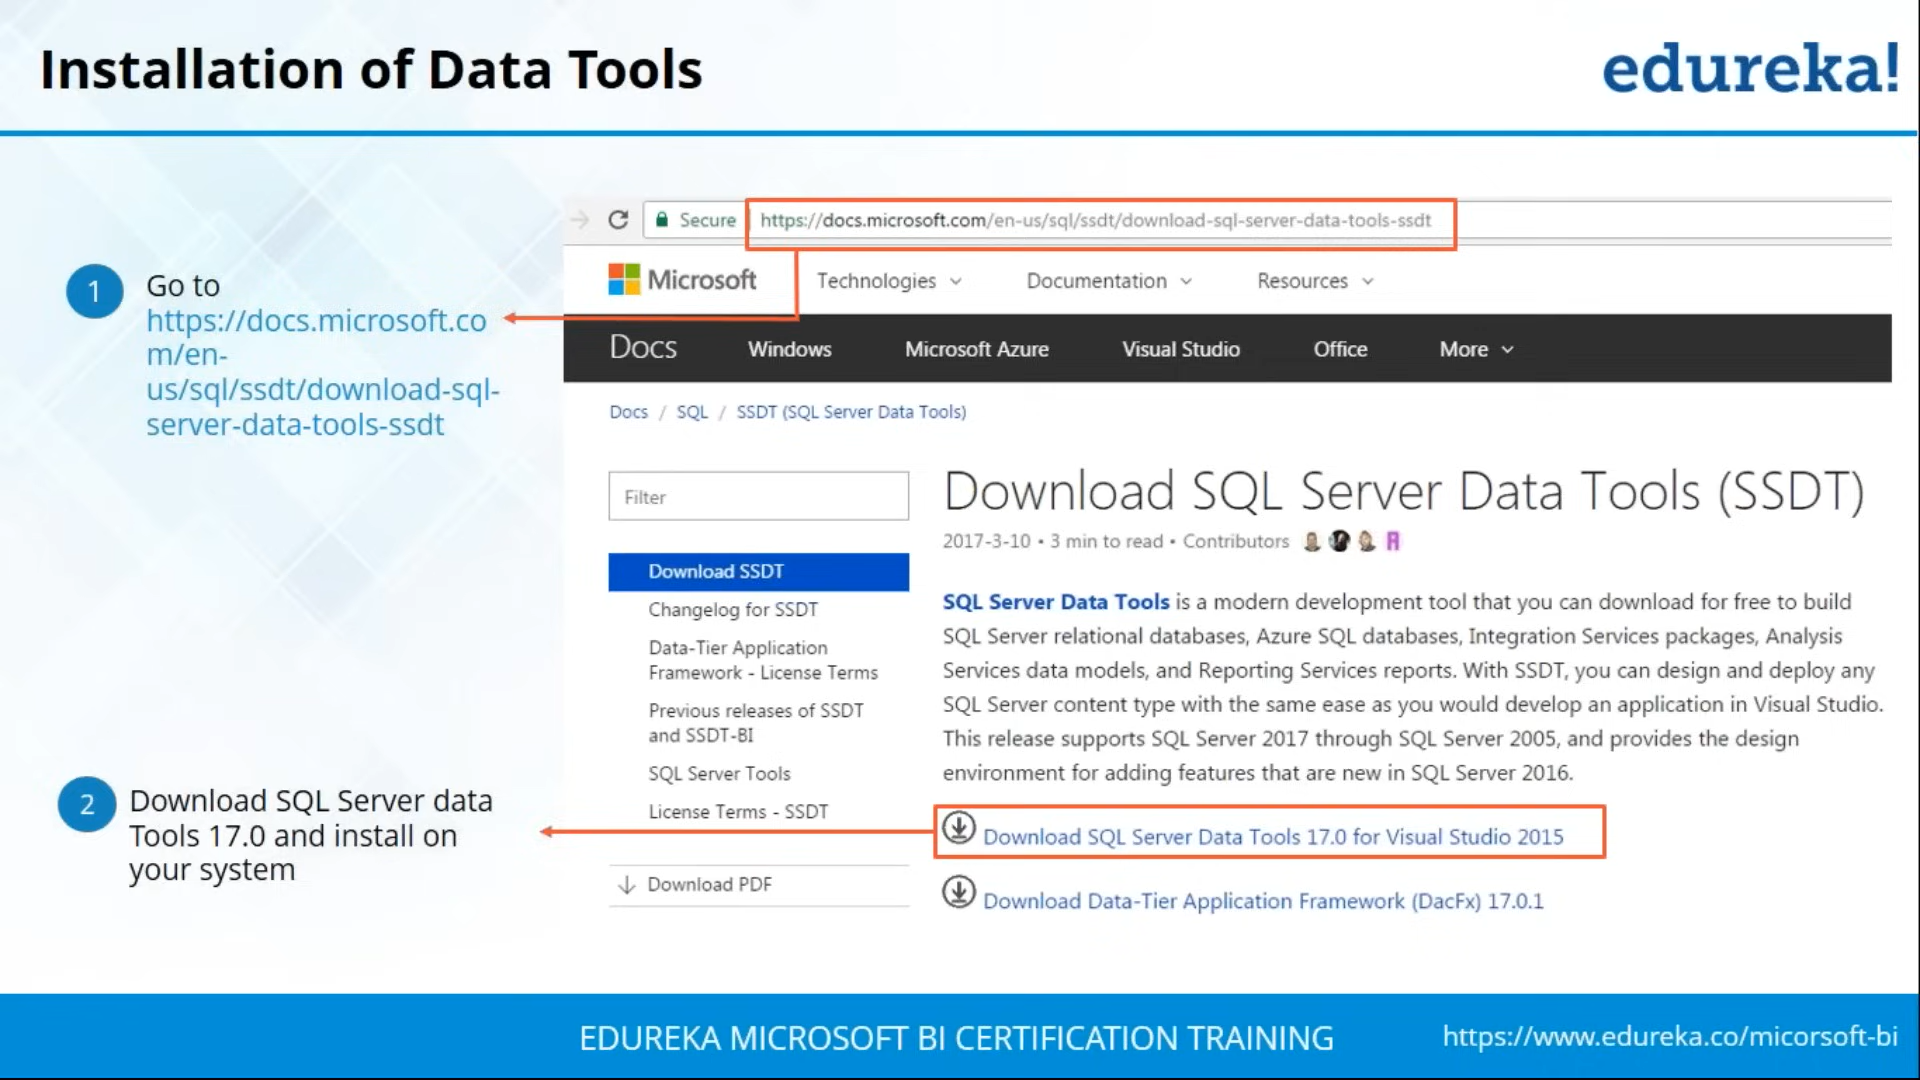 Installation of Data Tools
edureka!
1
Go to
https://docs.microsoft.co
m/en-
us/sql/ssdt/download-sql-
server-data-tools-ssdt
2
Download SQL Server data
Tools 17.0 and install on
your system
Secure
https://docs.microsoft.com/en-us/sql/ssdt/download-sql-server-data-tools-ssdt
Microsoft
Technologies
Documentation
Resources
Docs
Windows
Microsoft Azure
Visual Studio
Office
More
Docs / SQL / SSDT (SQL Server Data Tools)
Filter
Download SSDT
Changelog for SSDT
Data-Tier Application
Framework - License Terms
Previous releases of SSDT
and SSDT-BI
SQL Server Tools
License Terms - SSDT
Download PDF
Download SQL Server Data Tools (SSDT)
2017-3-10 • 3 min to read • Contributors
SQL Server Data Tools is a modern development tool that you can download for free to build
SQL Server relational databases, Azure SQL databases, Integration Services packages, Analysis
Services data models, and Reporting Services reports. With SSDT, you can design and deploy any
SQL Server content type with the same ease as you would develop an application in Visual Studio.
This release supports SQL Server 2017 through SQL Server 2005, and provides the design
environment for adding features that are new in SQL Server 2016.
Download SQL Server Data Tools 17.0 for Visual Studio 2015
Download Data-Tier Application Framework (DacFx) 17.0.1
EDUREKA MICROSOFT BI CERTIFICATION TRAINING
https://www.edureka.co/micorsoft-bi